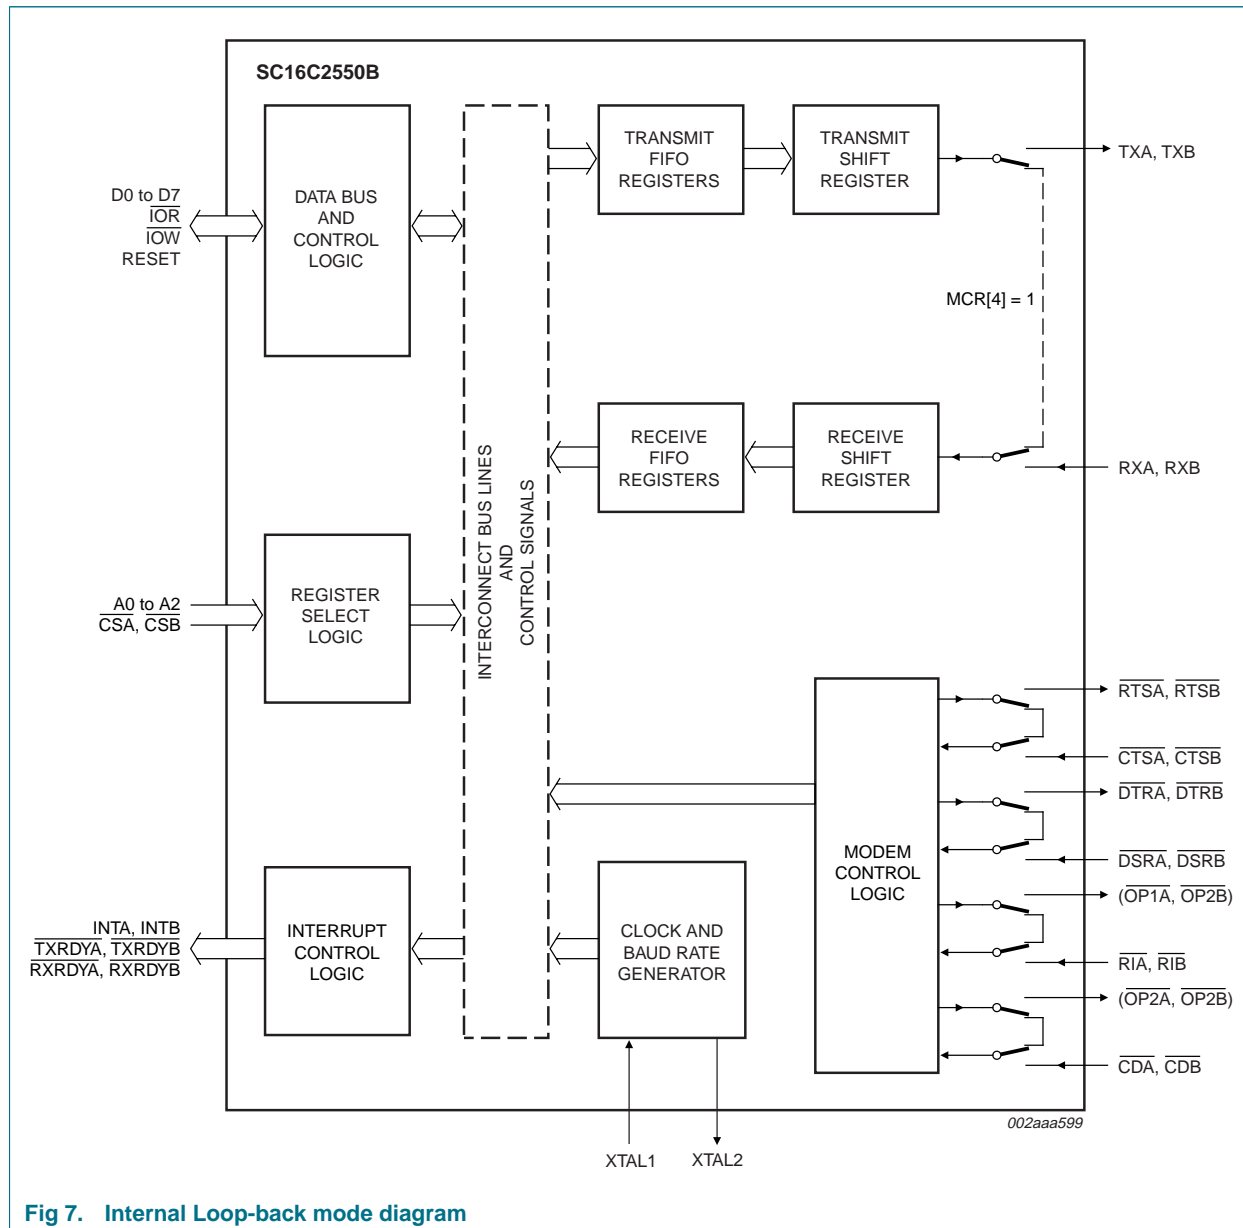 SC16C2550B
TRANSMIT
FIFO
REGISTERS
TRANSMIT
SHIFT
REGISTER
TXA, TXB
D0 to D7
IOR
IOW
RESET
DATA BUS
AND
CONTROL
LOGIC
MCR[4] = 1
INTERCONNECT BUS LINES
AND
CONTROL SIGNALS
RECEIVE
FIFO
REGISTERS
RECEIVE
SHIFT
REGISTER
RXA, RXB
A0 to A2
CSA, CSB
REGISTER
SELECT
LOGIC
MODEM
CONTROL
LOGIC
RTSA, RTSB
CTSA, CTSB
DTRA, DTRB
DSRA, DSRB
(OP1A, OP2B)
RIA, RIB
(OP2A, OP2B)
CDA, CDB
INTA, INTB
TXRDYA, TXRDYB
RXRDYA, RXRDYB
INTERRUPT
CONTROL
LOGIC
CLOCK AND
BAUD RATE
GENERATOR
XTAL1
XTAL2
002aaa599
Fig 7. Internal Loop-back mode diagram